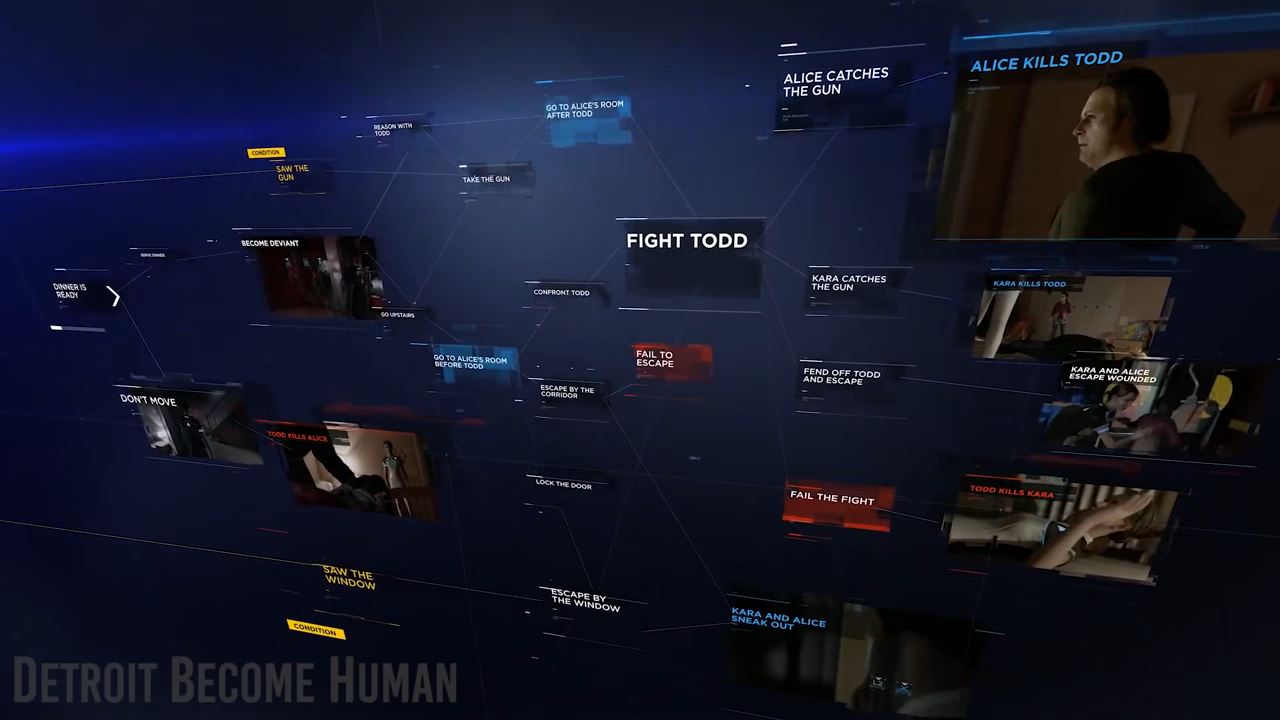 ALICE KILLS TODD
ALICE CATCHES
THE GUN
GO TO ALICE'S ROOM
AFTER TODD
REASON WITH
TODD
CONDITION
SAW THE
GUN
TAKE THE GUN
BECOME DEVIANT
FIGHT TODD
SERVE DINNER
DINNER IS
READY
CONFRONT TODD
KARA CATCHES
THE GUN
KARA KILLS TODD
GO UPSTAIRS
GO TO ALICE'S ROOM
BEFORE TODD
FAIL TO
ESCAPE
FEND OFF TODD
AND ESCAPE
KARA AND ALICE
ESCAPE WOUNDED
DON'T MOVE
ESCAPE BY THE
CORRIDOR
TODD KILLS ALICE
LOCK THE DOOR
FAIL THE FIGHT
TODD KILLS KARA
SAW THE
WINDOW
ESCAPE BY
THE WINDOW
KARA AND ALICE
SNEAK OUT
CONDITION
L2
DETROIT BECOME HUMAN